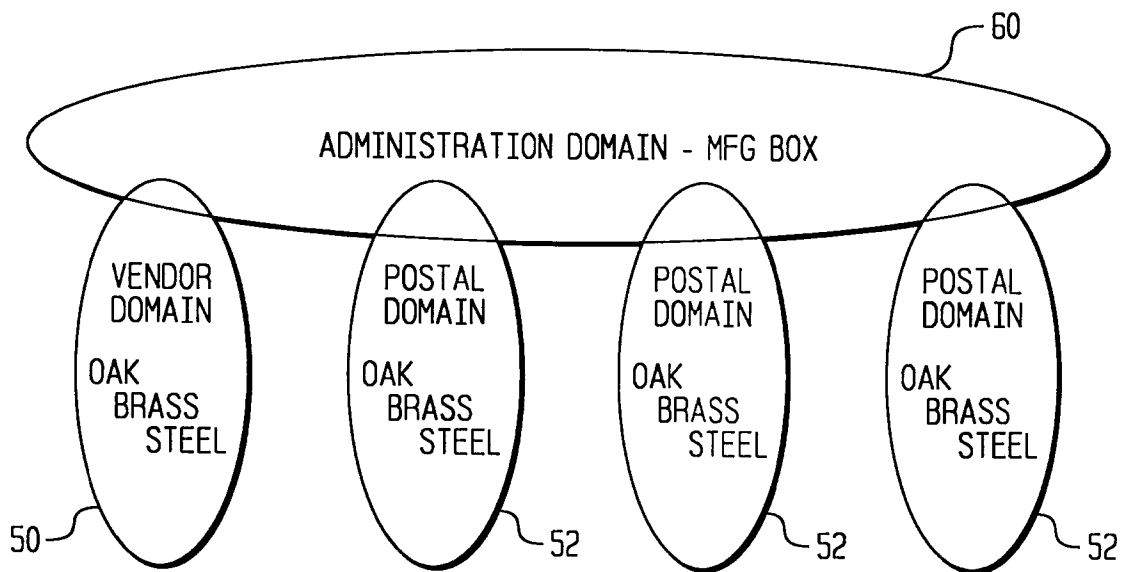 60
ADMINISTRATION DOMAIN - MFG BOX
VENDOR
DOMAIN
OAK
BRASS
STEEL
50
POSTAL
DOMAIN
OAK
BRASS
STEEL
52
POSTAL
DOMAIN
OAK
BRASS
STEEL
52
POSTAL
DOMAIN
OAK
BRASS
STEEL
52